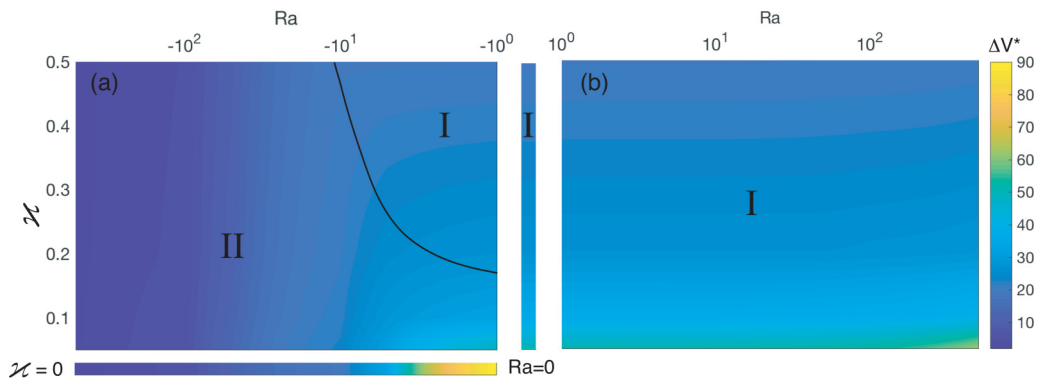 Ra Ra
-10² -10¹ -10⁰ 10⁰ 10¹ 10² ΔV*
0.5 (a) (b) 90
80
0.4 I I 70
60
0.3 I 50
ϰ
0.2 II 40
30
0.1 20
10
ϰ = 0 Ra=0